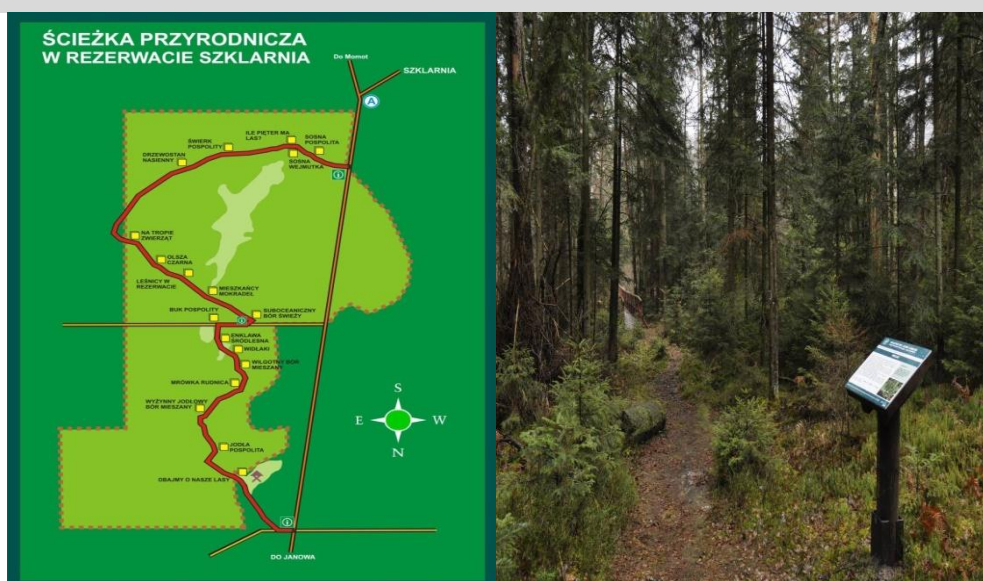 ŚCIEŻKA PRZYRODNICZA
W REZERWACIE SZKLARNIA
Do Momot
SZKLARNIA
A
ILE PIĘTER MA
LAS?
SOSNA
POSPOLITA
ŚWIERK
POSPOLITY
DRZEWOSTAN
NASIENNY
SOSNA
WEJMUTKA
i
NA TROPIE
ZWIERZĄT
OLSZA
CZARNA
LEŚNICY W
REZERWACIE
MIESZKAŃCY
MOKRADEŁ
BUK POSPOLITY
SUBOCEANICZNY
BÓR ŚWIEŻY
i
ENKLAWA
ŚRÓDLEŚNA
WIDŁAKI
WILGOTNY BÓR
MIESZANY
MRÓWKA RUDNICA
WYŻYNNY JODŁOWY
BÓR MIESZANY
S
E
W
N
JODŁA
POSPOLITA
DBAJMY O NASZE LASY
i
DO JANOWA